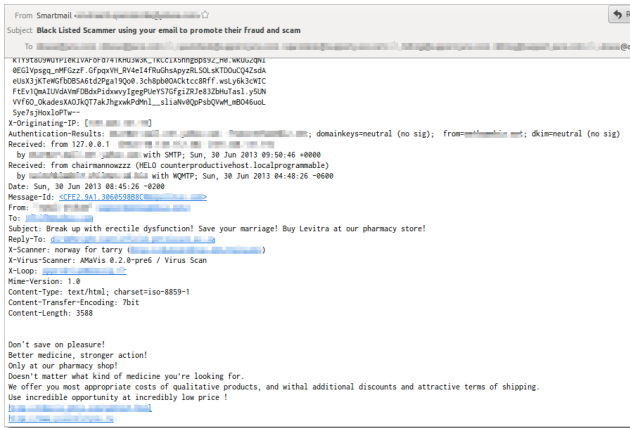 From Smartmail
Subject Black Listed Scammer using your email to promote their fraud and scam
To
0EGlVpsgq_nMFGzzF.GfpqxVH_RV4eI4fRuGhsApyzRLSOLsKTDOuCQ4ZsdA
eUsX3jKTeWGfbDBSA6td2Pga19Qo0.3ch8pb0OACktcc8Rff.wsLy6k3cWIC
FtEv1QmAIUVdAVmFDBdxPidxwvyIgegPUeYS7GfgiZRJe83ZbHuTasl.y5UN
VVf6O_OkadesXAOJkQT7akJhgxwkPdMnl__sliaNv0QpPsbQVwM_mBO46uoL
Sye7sjHoxloPTw--
X-Originating-IP: [
Authentication-Results: ; domainkeys=neutral (no sig); from= ; dkim=neutral (no sig)
Received: from 127.0.0.1
by with SMTP; Sun, 30 Jun 2013 09:50:46 +0000
Received: from chairmannowzzz (HELO counterproductivehost.localprogrammable)
by with WQMTP; Sun, 30 Jun 2013 04:48:26 -0600
Date: Sun, 30 Jun 2013 08:45:26 -0200
Message-Id: <CFE2.9A1.3060598B8C
From:
To:
Subject: Break up with erectile dysfunction! Save your marriage! Buy Levitra at our pharmacy store!
Reply-To:
X-Scanner: norway for tarry (
X-Virus-Scanner: AMaVis 0.2.0-pre6 / Virus Scan
X-Loop:
Mime-Version: 1.0
Content-Type: text/html; charset=iso-8859-1
Content-Transfer-Encoding: 7bit
Content-Length: 3588
Don't save on pleasure!
Better medicine, stronger action!
Only at our pharmacy shop!
Doesn't matter what kind of medicine you're looking for.
We offer you most appropriate costs of qualitative products, and withal additional discounts and attractive terms of shipping.
Use incredible opportunity at incredibly low price !